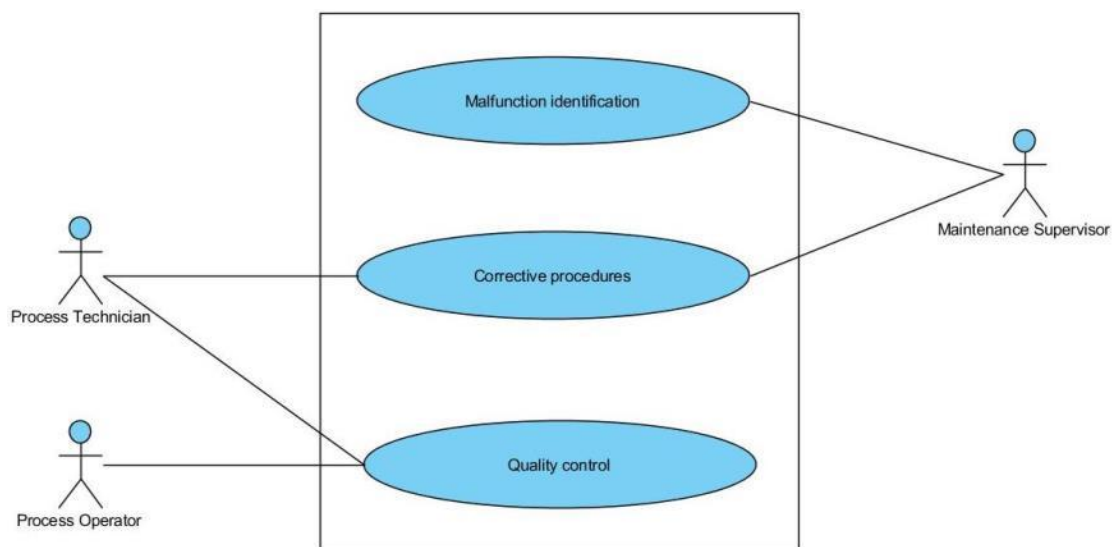 Malfunction identification
Maintenance Supervisor
Corrective procedures
Process Technician
Quality control
Process Operator